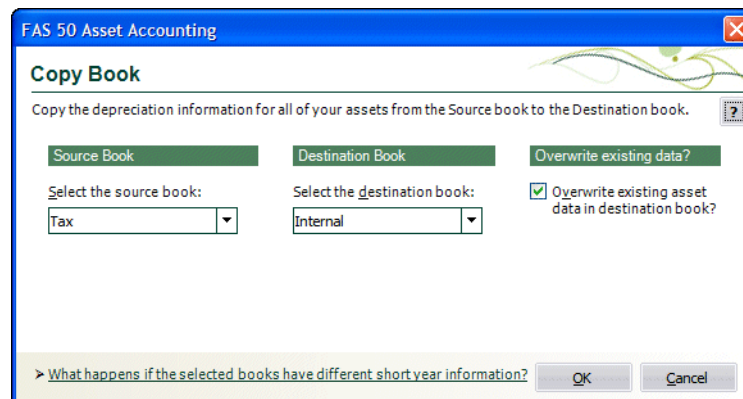 FAS 50 Asset Accounting
Copy Book
Copy the depreciation information for all of your assets from the Source book to the Destination book.
?
Source Book
Destination Book
Overwrite existing data?
Select the source book:
Select the destination book:
Overwrite existing asset
data in destination book?
Tax
Internal
➢ What happens if the selected books have different short year information?
OK
Cancel